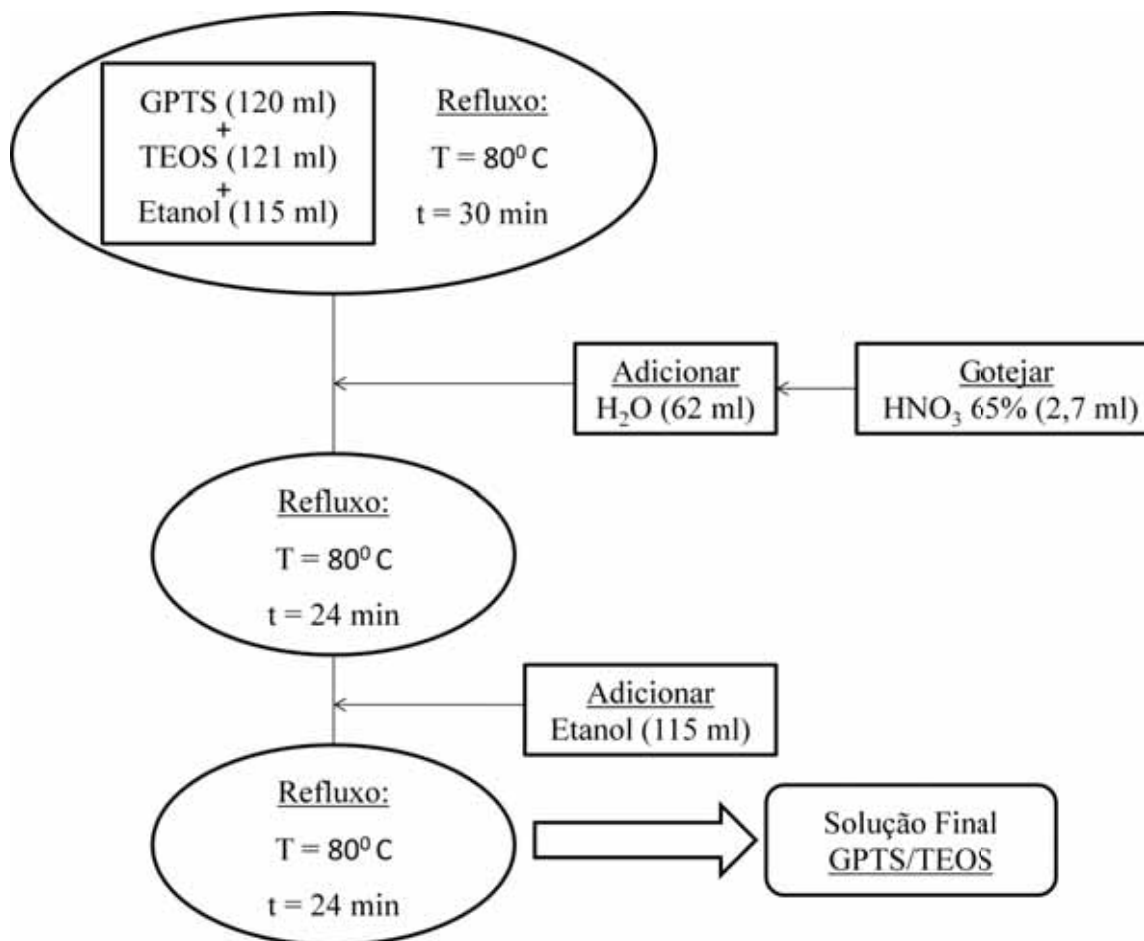 GPTS (120 ml)
+
TEOS (121 ml)
+
Etanol (115 ml)
Refluxo:
T = 80⁰ C
t = 30 min
Adicionar
H₂O (62 ml)
Gotejar
HNO₃ 65% (2,7 ml)
Refluxo:
T = 80⁰ C
t = 24 min
Adicionar
Etanol (115 ml)
Refluxo:
T = 80⁰ C
t = 24 min
Solução Final
GPTS/TEOS